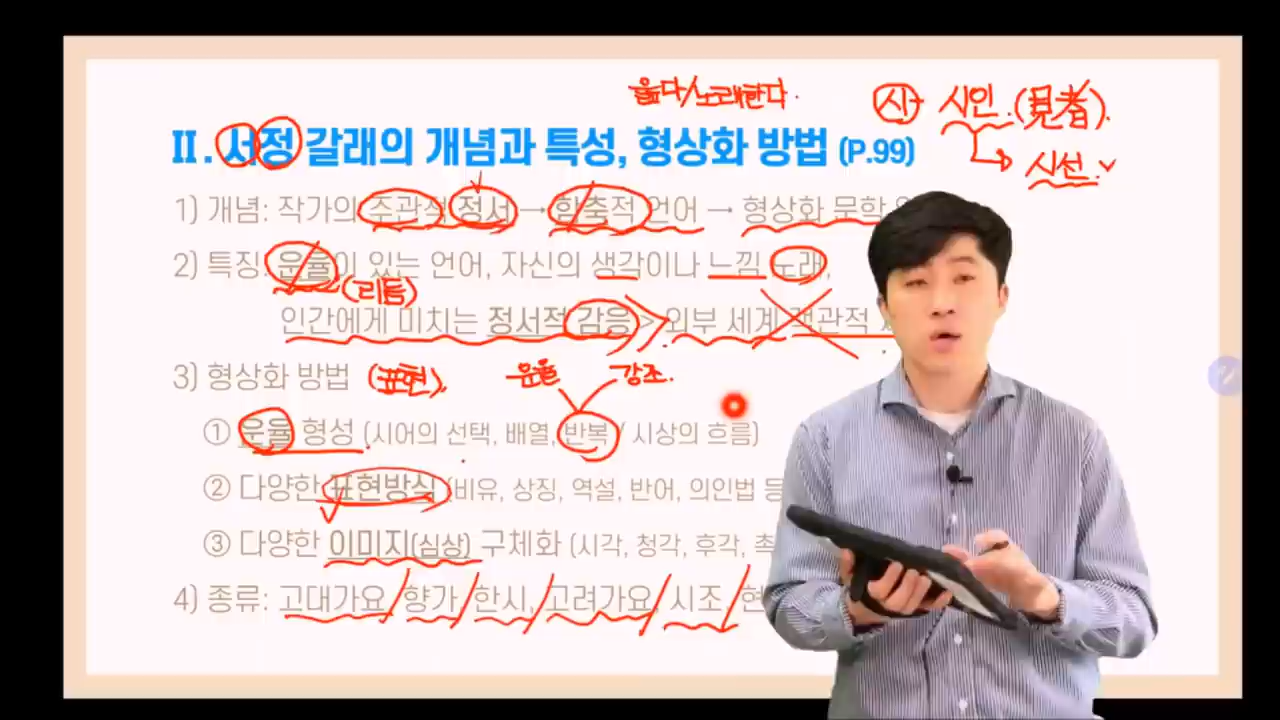 읊다/노래한다.
시 시인.(見者).
시선.
Ⅱ. 서정 갈래의 개념과 특성, 형상화 방법 (P.99)
1) 개념: 작가의 주관적 정서 → 함축적 언어 → 형상화 문학
2) 특징: 운율이 있는 언어, 자신의 생각이나 느낌 노래,
(리듬)
인간에게 미치는 정서적 감응 > 외부 세계 객관적
3) 형상화 방법 (표현).
운율 강조.
① 운율 형성 (시어의 선택, 배열, 반복 / 시상의 흐름)
② 다양한 표현방식 (비유, 상징, 역설, 반어, 의인법 등
③ 다양한 이미지(심상) 구체화 (시각, 청각, 후각,
4) 종류: 고대가요, 향가, 한시, 고려가요, 시조,